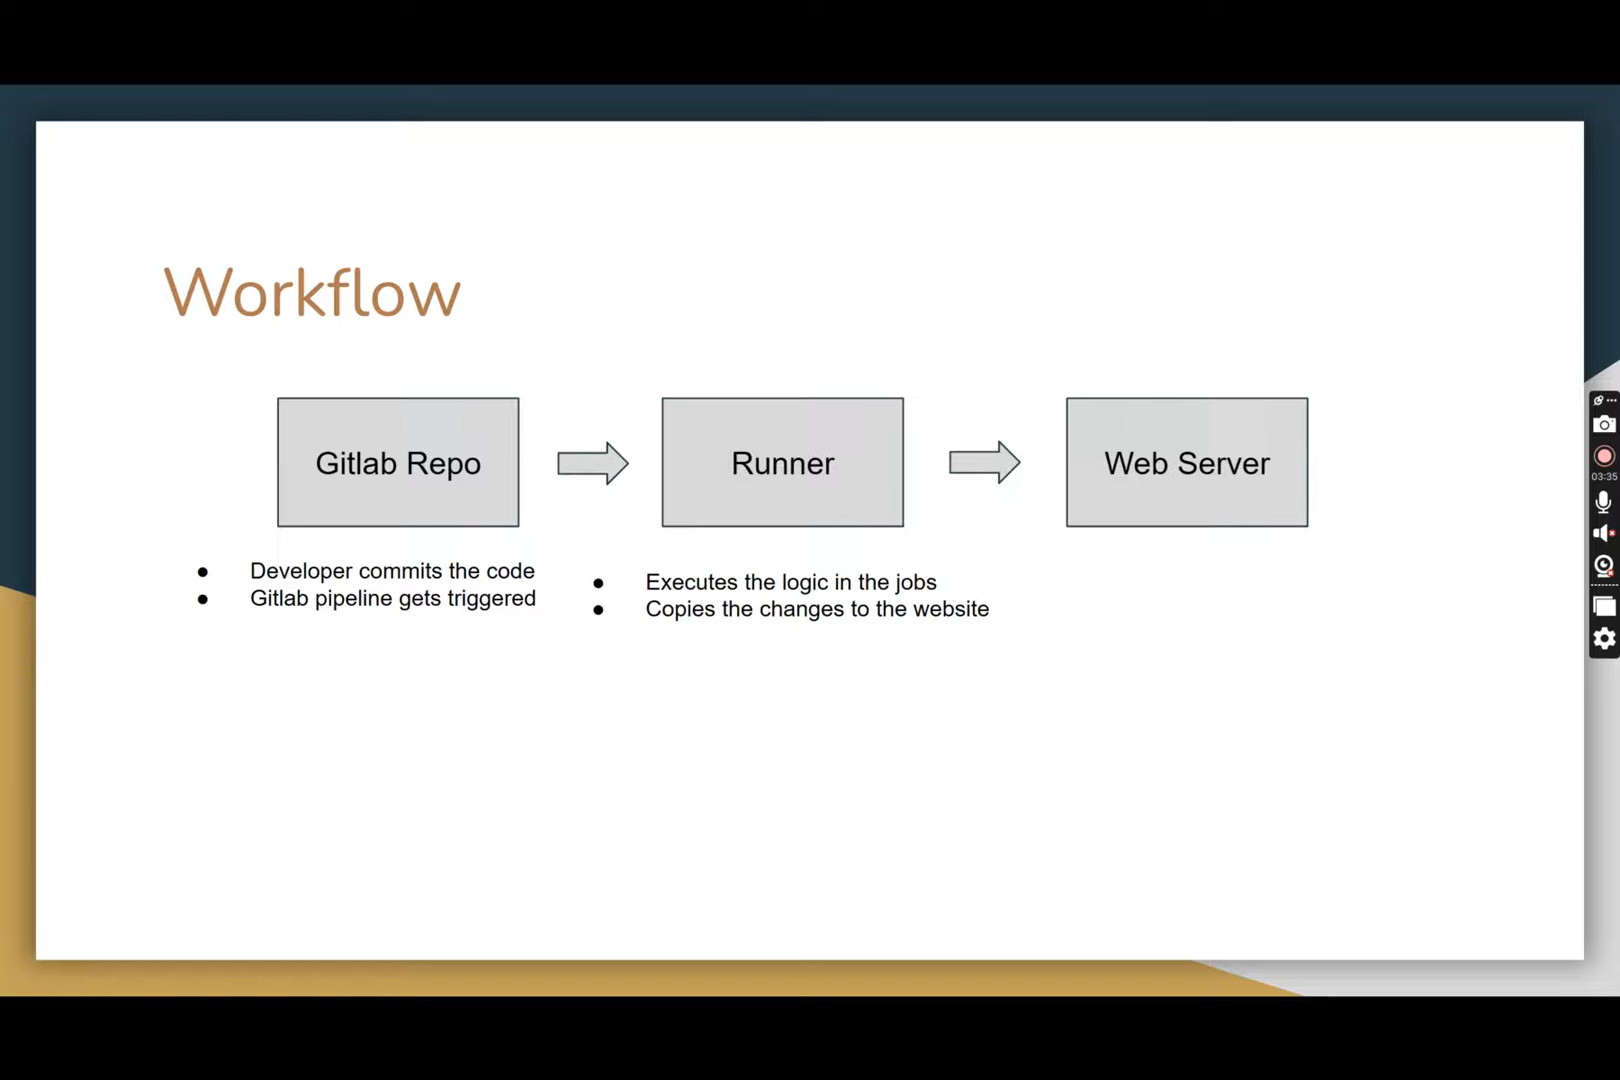 Workflow
Gitlab Repo
Runner
Web Server
● Developer commits the code
● Gitlab pipeline gets triggered
● Executes the logic in the jobs
● Copies the changes to the website
03:35